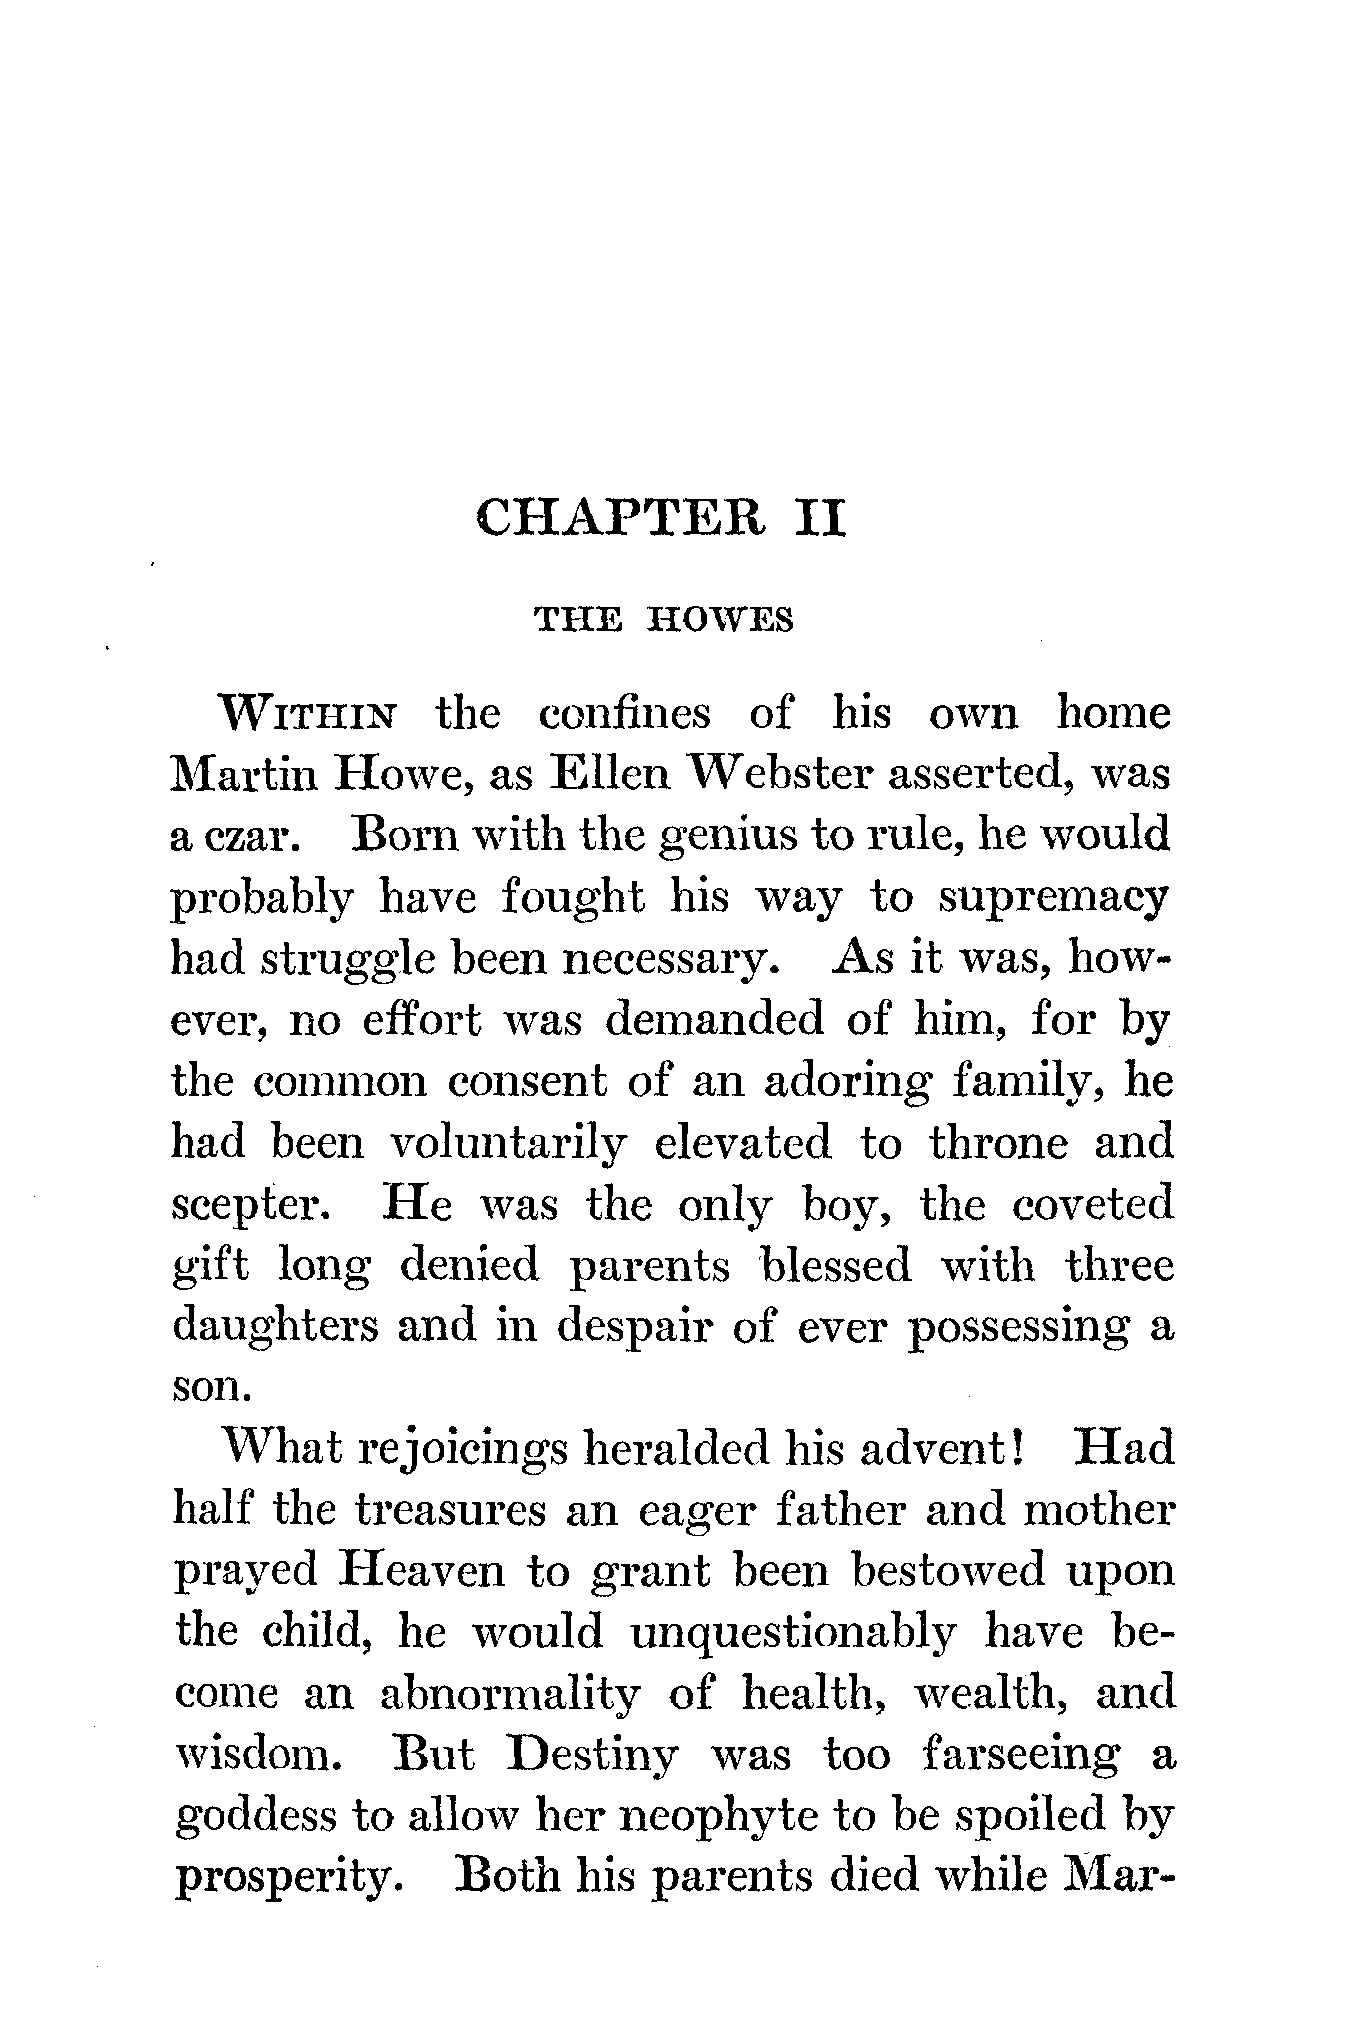 CHAPTER II
THE HOWES
WITHIN the confines of his own home
Martin Howe, as Ellen Webster asserted, was
a czar. Born with the genius to rule, he would
probably have fought his way to supremacy
had struggle been necessary. As it was, how-
ever, no effort was demanded of him, for by
the common consent of an adoring family, he
had been voluntarily elevated to throne and
scepter. He was the only boy, the coveted
gift long denied parents blessed with three
daughters and in despair of ever possessing a
son.
What rejoicings heralded his advent! Had
half the treasures an eager father and mother
prayed Heaven to grant been bestowed upon
the child, he would unquestionably have be-
come an abnormality of health, wealth, and
wisdom. But Destiny was too farseeing a
goddess to allow her neophyte to be spoiled by
prosperity. Both his parents died while Mar-